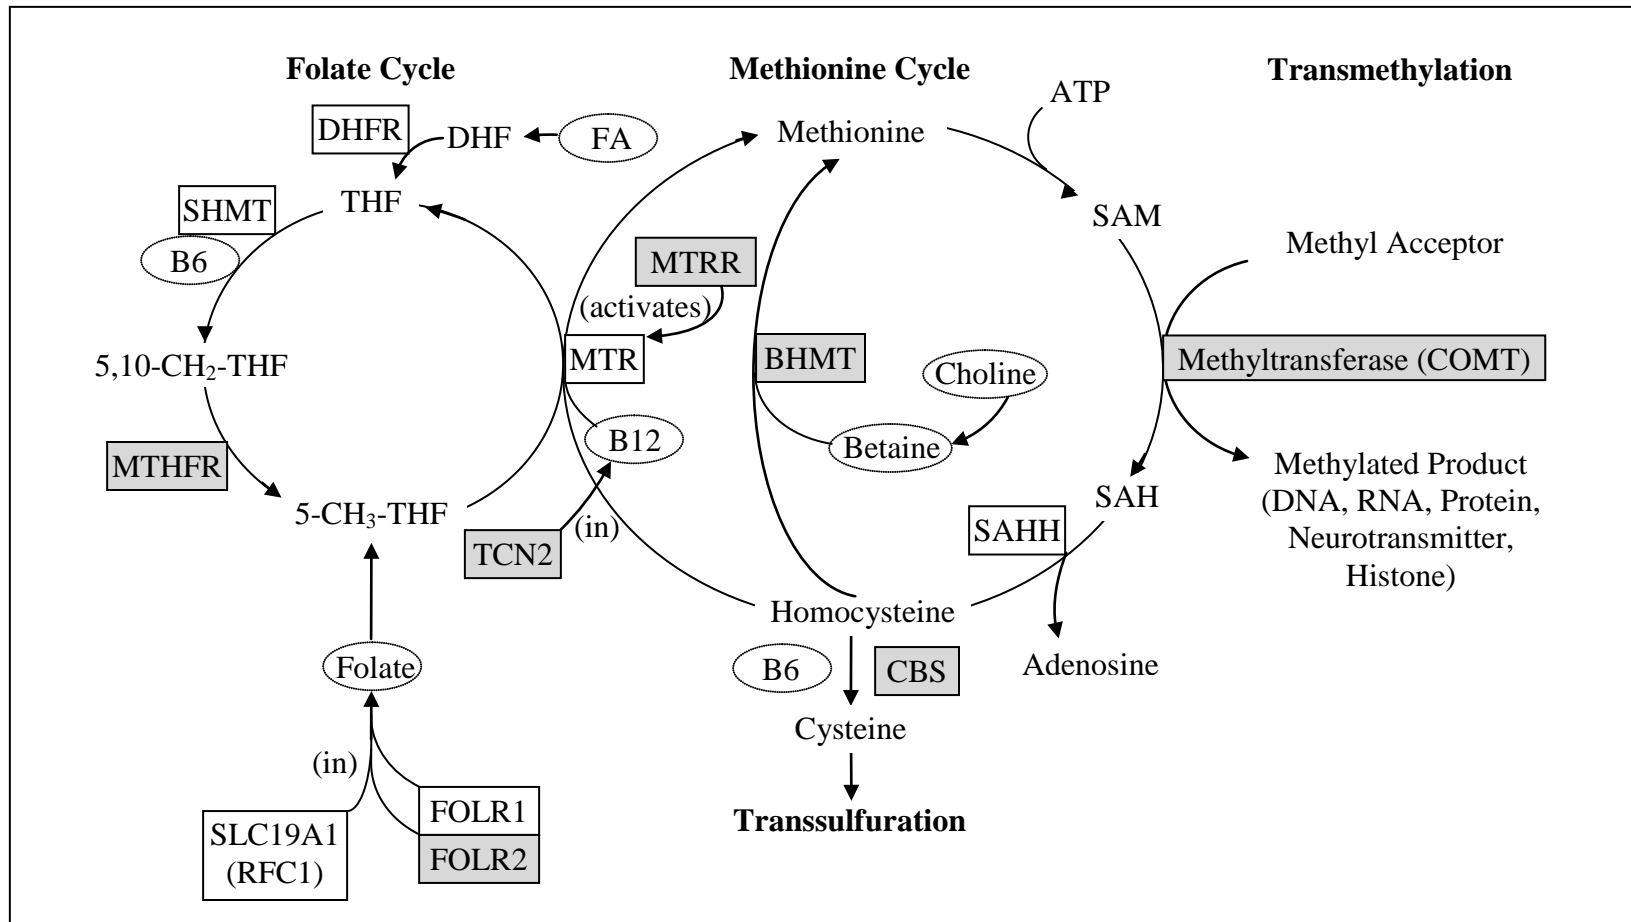 Folate Cycle
Methionine Cycle
Transmethylation
ATP
DHFR
DHF
FA
Methionine
THF
SHMT
SAM
B6
MTRR
Methyl Acceptor
(activates)
5,10-CH₂-THF
MTR
BHMT
Choline
Methyltransferase (COMT)
B12
Betaine
MTHFR
Methylated Product
(DNA, RNA, Protein,
Neurotransmitter,
Histone)
5-CH₃-THF
SAH
(in)
SAHH
TCN2
Homocysteine
Folate
B6
CBS
Adenosine
Cysteine
(in)
FOLR1
Transsulfuration
SLC19A1
(RFC1)
FOLR2